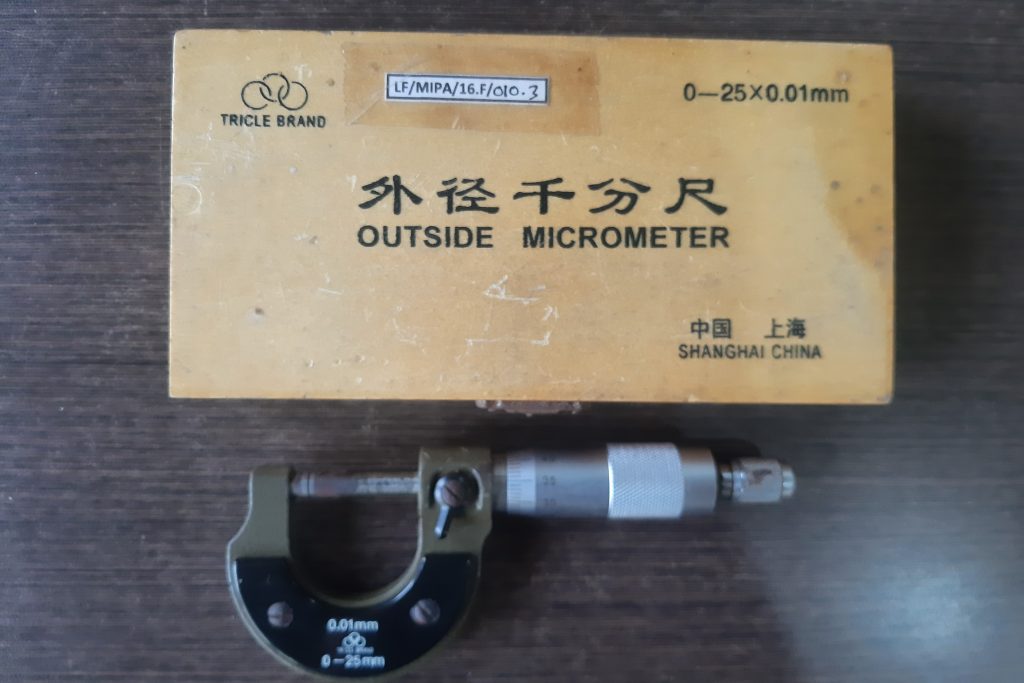 TRICLE BRAND
LF/MIPA/16.F/010.3
0—25×0.01mm
外径千分尺
OUTSIDE MICROMETER
中国 上海
SHANGHAI CHINA
0.01mm
0—25mm